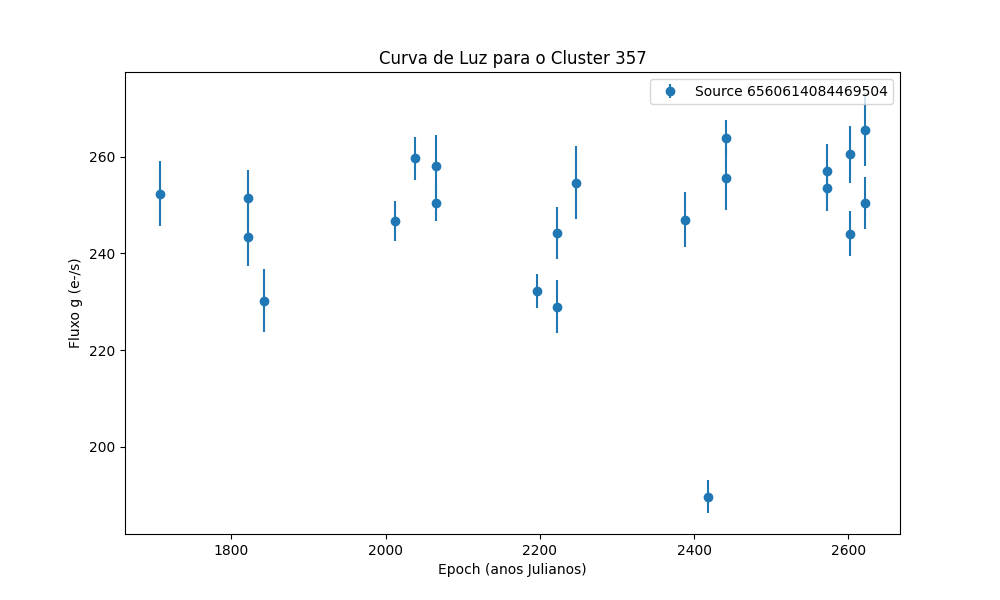 Curva de Luz para o Cluster 357
Source 6560614084469504
Fluxo g (e-/s)
260
240
220
200
1800 2000 2200 2400 2600
Epoch (anos Julianos)